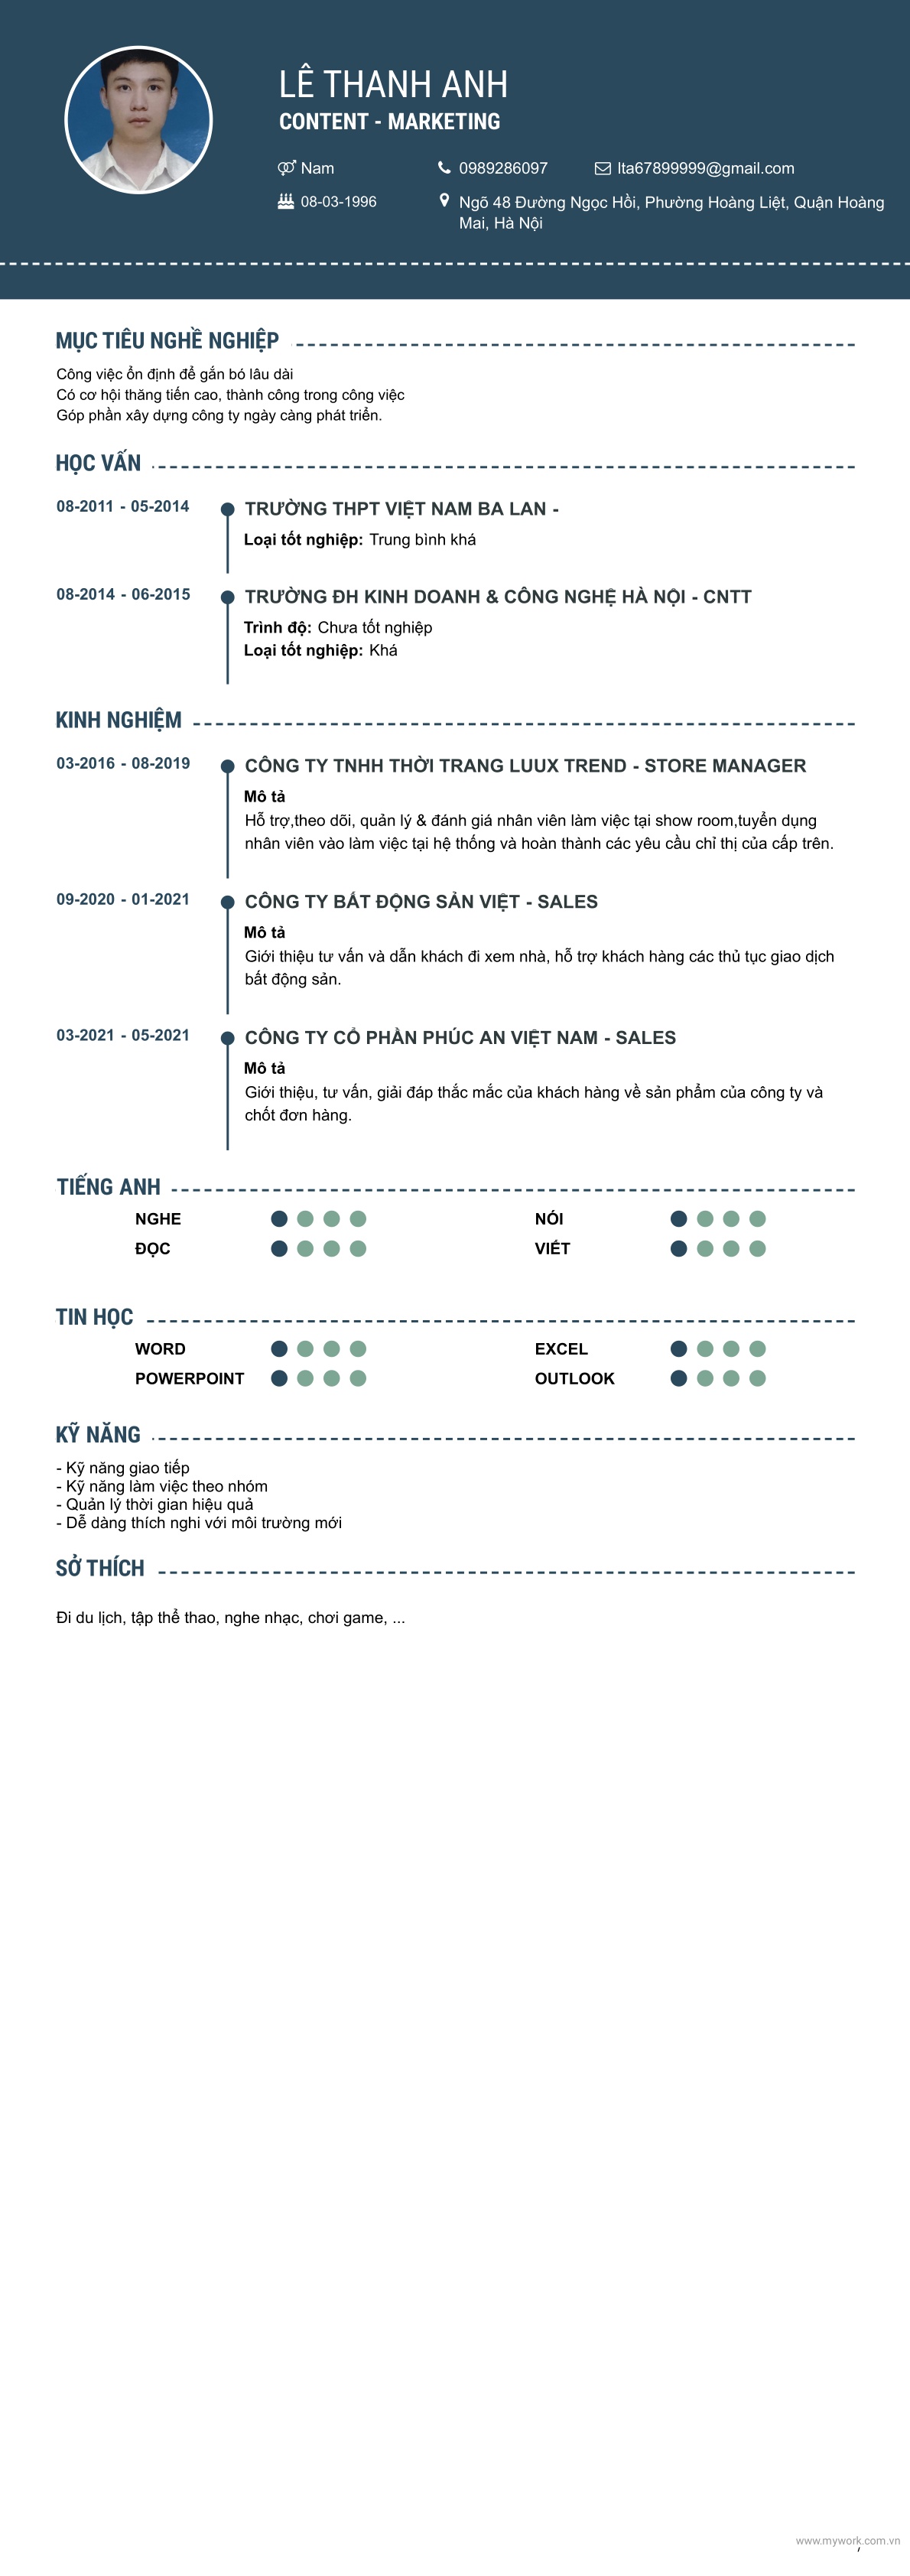 LÊ THANH ANH
CONTENT - MARKETING
Nam
0989286097
lta67899999@gmail.com
08-03-1996
Ngõ 48 Đường Ngọc Hồi, Phường Hoàng Liệt, Quận Hoàng
Mai, Hà Nội
MỤC TIÊU NGHỀ NGHIỆP
Công việc ổn định để gắn bó lâu dài
Có cơ hội thăng tiến cao, thành công trong công việc
Góp phần xây dựng công ty ngày càng phát triển.
HỌC VẤN
08-2011 - 05-2014
TRƯỜNG THPT VIỆT NAM BA LAN -
Loại tốt nghiệp: Trung bình khá
08-2014 - 06-2015
TRƯỜNG ĐH KINH DOANH & CÔNG NGHỆ HÀ NỘI - CNTT
Trình độ: Chưa tốt nghiệp
Loại tốt nghiệp: Khá
KINH NGHIỆM
03-2016 - 08-2019
CÔNG TY TNHH THỜI TRANG LUUX TREND - STORE MANAGER
Mô tả
Hỗ trợ,theo dõi, quản lý & đánh giá nhân viên làm việc tại show room,tuyển dụng
nhân viên vào làm việc tại hệ thống và hoàn thành các yêu cầu chỉ thị của cấp trên.
09-2020 - 01-2021
CÔNG TY BẤT ĐỘNG SẢN VIỆT - SALES
Mô tả
Giới thiệu tư vấn và dẫn khách đi xem nhà, hỗ trợ khách hàng các thủ tục giao dịch
bất động sản.
03-2021 - 05-2021
CÔNG TY CỔ PHẦN PHÚC AN VIỆT NAM - SALES
Mô tả
Giới thiệu, tư vấn, giải đáp thắc mắc của khách hàng về sản phẩm của công ty và
chốt đơn hàng.
TIẾNG ANH
NGHE
NÓI
ĐỌC
VIẾT
TIN HỌC
WORD
EXCEL
POWERPOINT
OUTLOOK
KỸ NĂNG
- Kỹ năng giao tiếp
- Kỹ năng làm việc theo nhóm
- Quản lý thời gian hiệu quả
- Dễ dàng thích nghi với môi trường mới
SỞ THÍCH
Đi du lịch, tập thể thao, nghe nhạc, chơi game, ...
www.mywork.com.vn